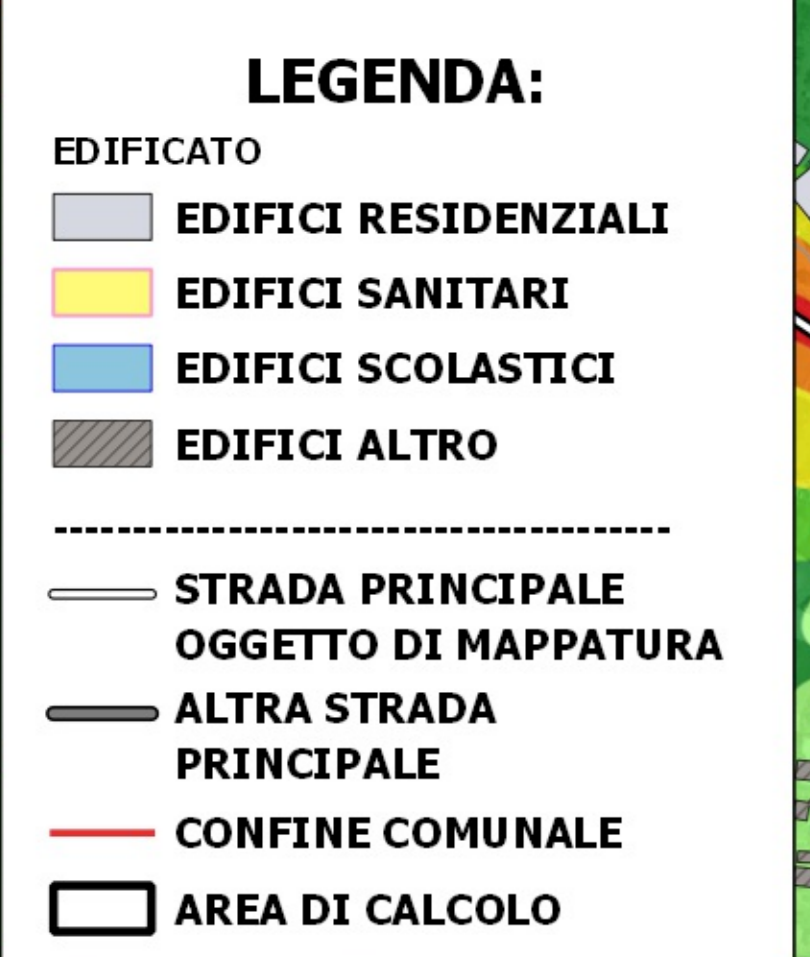 LEGENDA:
EDIFICATO
EDIFICI RESIDENZIALI
EDIFICI SANITARI
EDIFICI SCOLASTICI
EDIFICI ALTRO
---------------------------------------
STRADA PRINCIPALE
OGGETTO DI MAPPATURA
ALTRA STRADA
PRINCIPALE
CONFINE COMUNALE
AREA DI CALCOLO